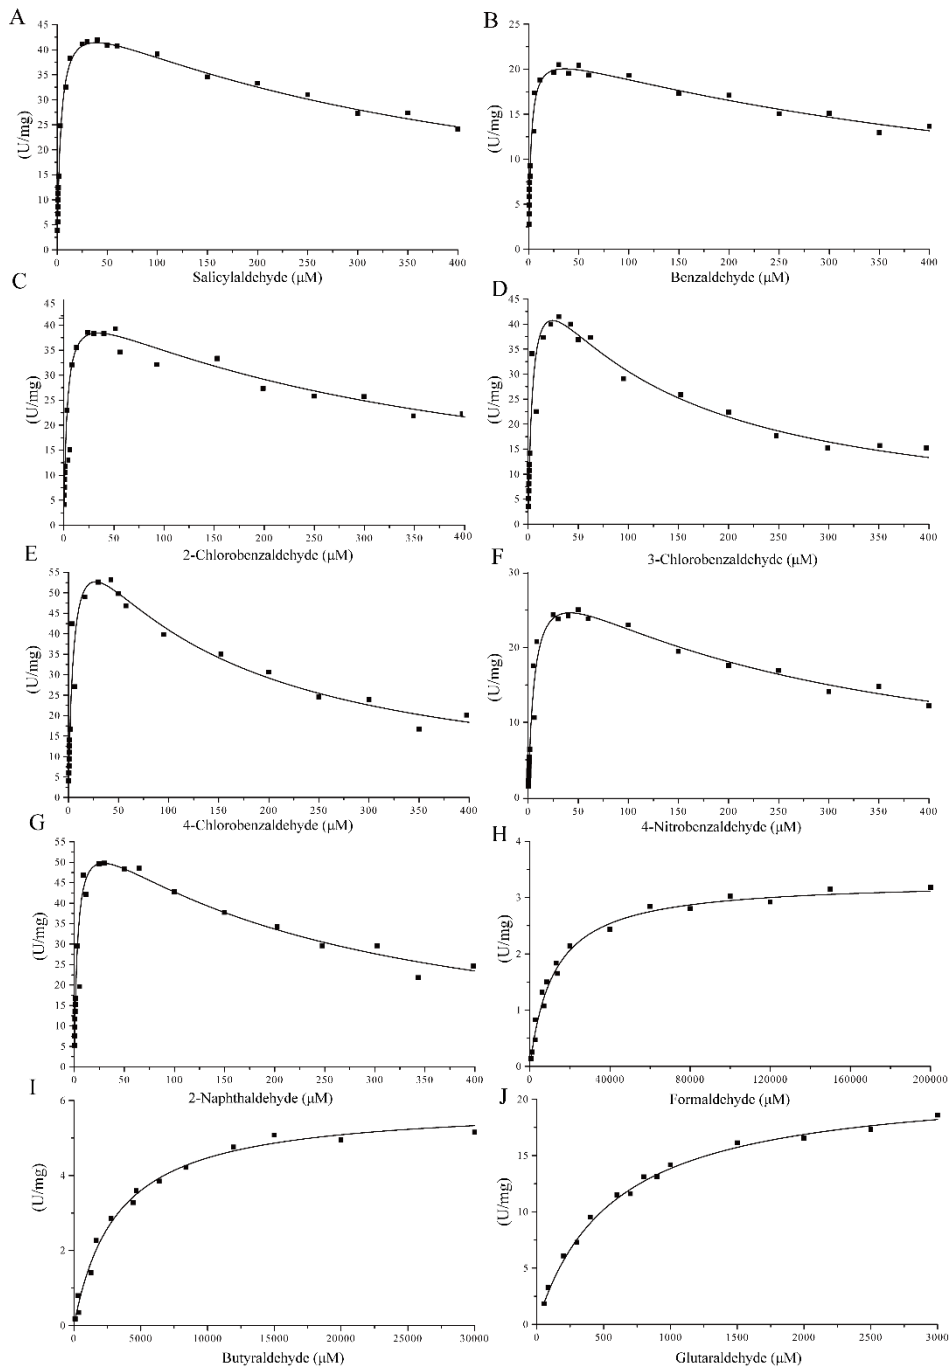 A
(U/mg)
45
40
35
30
25
20
15
10
5
0
0 50 100 150 200 250 300 350 400
Salicylaldehyde (μM)
B
(U/mg)
25
20
15
10
5
0
0 50 100 150 200 250 300 350 400
Benzaldehyde (μM)
C
(U/mg)
45
40
35
30
25
20
15
10
5
0
0 50 100 150 200 250 300 350 400
2-Chlorobenzaldehyde (μM)
D
(U/mg)
45
40
35
30
25
20
15
10
5
0
0 50 100 150 200 250 300 350 400
3-Chlorobenzaldehyde (μM)
E
(U/mg)
55
50
45
40
35
30
25
20
15
10
5
0
0 50 100 150 200 250 300 350 400
4-Chlorobenzaldehyde (μM)
F
(U/mg)
30
20
10
0
0 50 100 150 200 250 300 350 400
4-Nitrobenzaldehyde (μM)
G
(U/mg)
55
50
45
40
35
30
25
20
15
10
5
0
0 50 100 150 200 250 300 350 400
2-Naphthaldehyde (μM)
H
(U/mg)
4
3
2
1
0
0 40000 80000 120000 160000 200000
Formaldehyde (μM)
I
(U/mg)
6
4
2
0
0 5000 10000 15000 20000 25000 30000
Butyraldehyde (μM)
J
(U/mg)
20
15
10
5
0
0 500 1000 1500 2000 2500 3000
Glutaraldehyde (μM)